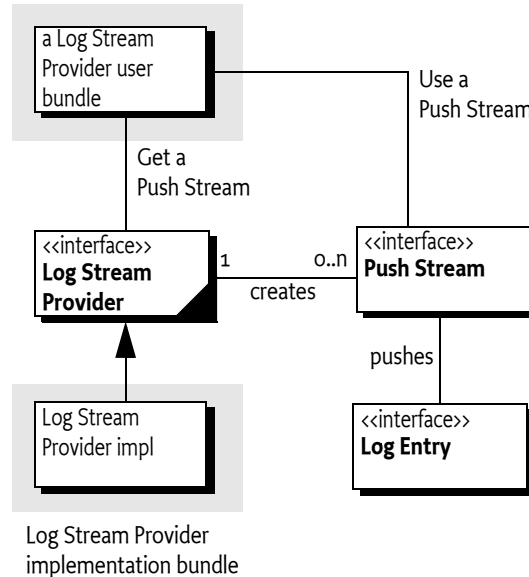 a Log Stream
Provider user
bundle
Use a
Push Stream
Get a
Push Stream
<<interface>>
Log Stream
Provider
1
0..n
creates
<<interface>>
Push Stream
pushes
Log Stream
Provider impl
<<interface>>
Log Entry
Log Stream Provider
implementation bundle